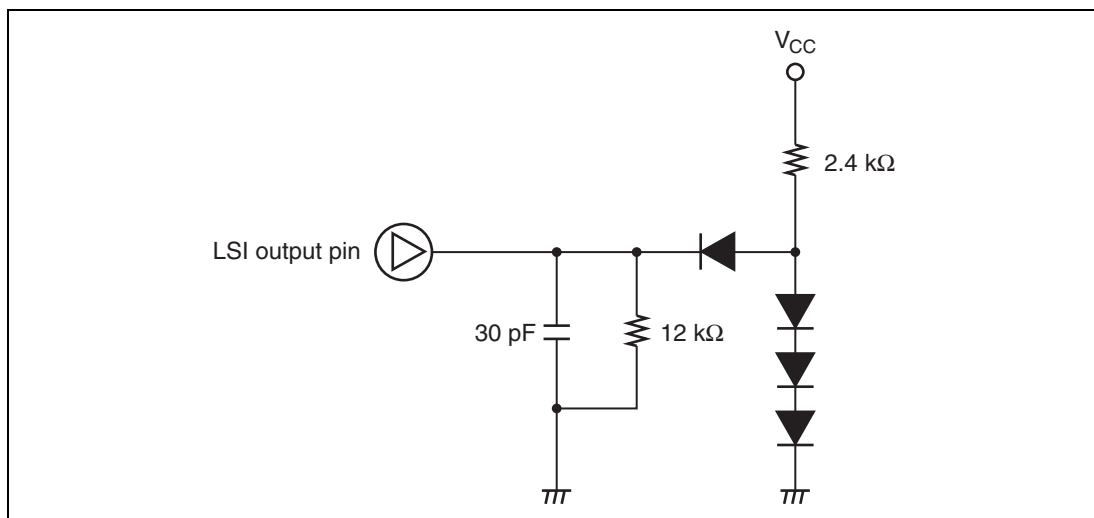 VCC
2.4 kΩ
LSI output pin
30 pF
12 kΩ